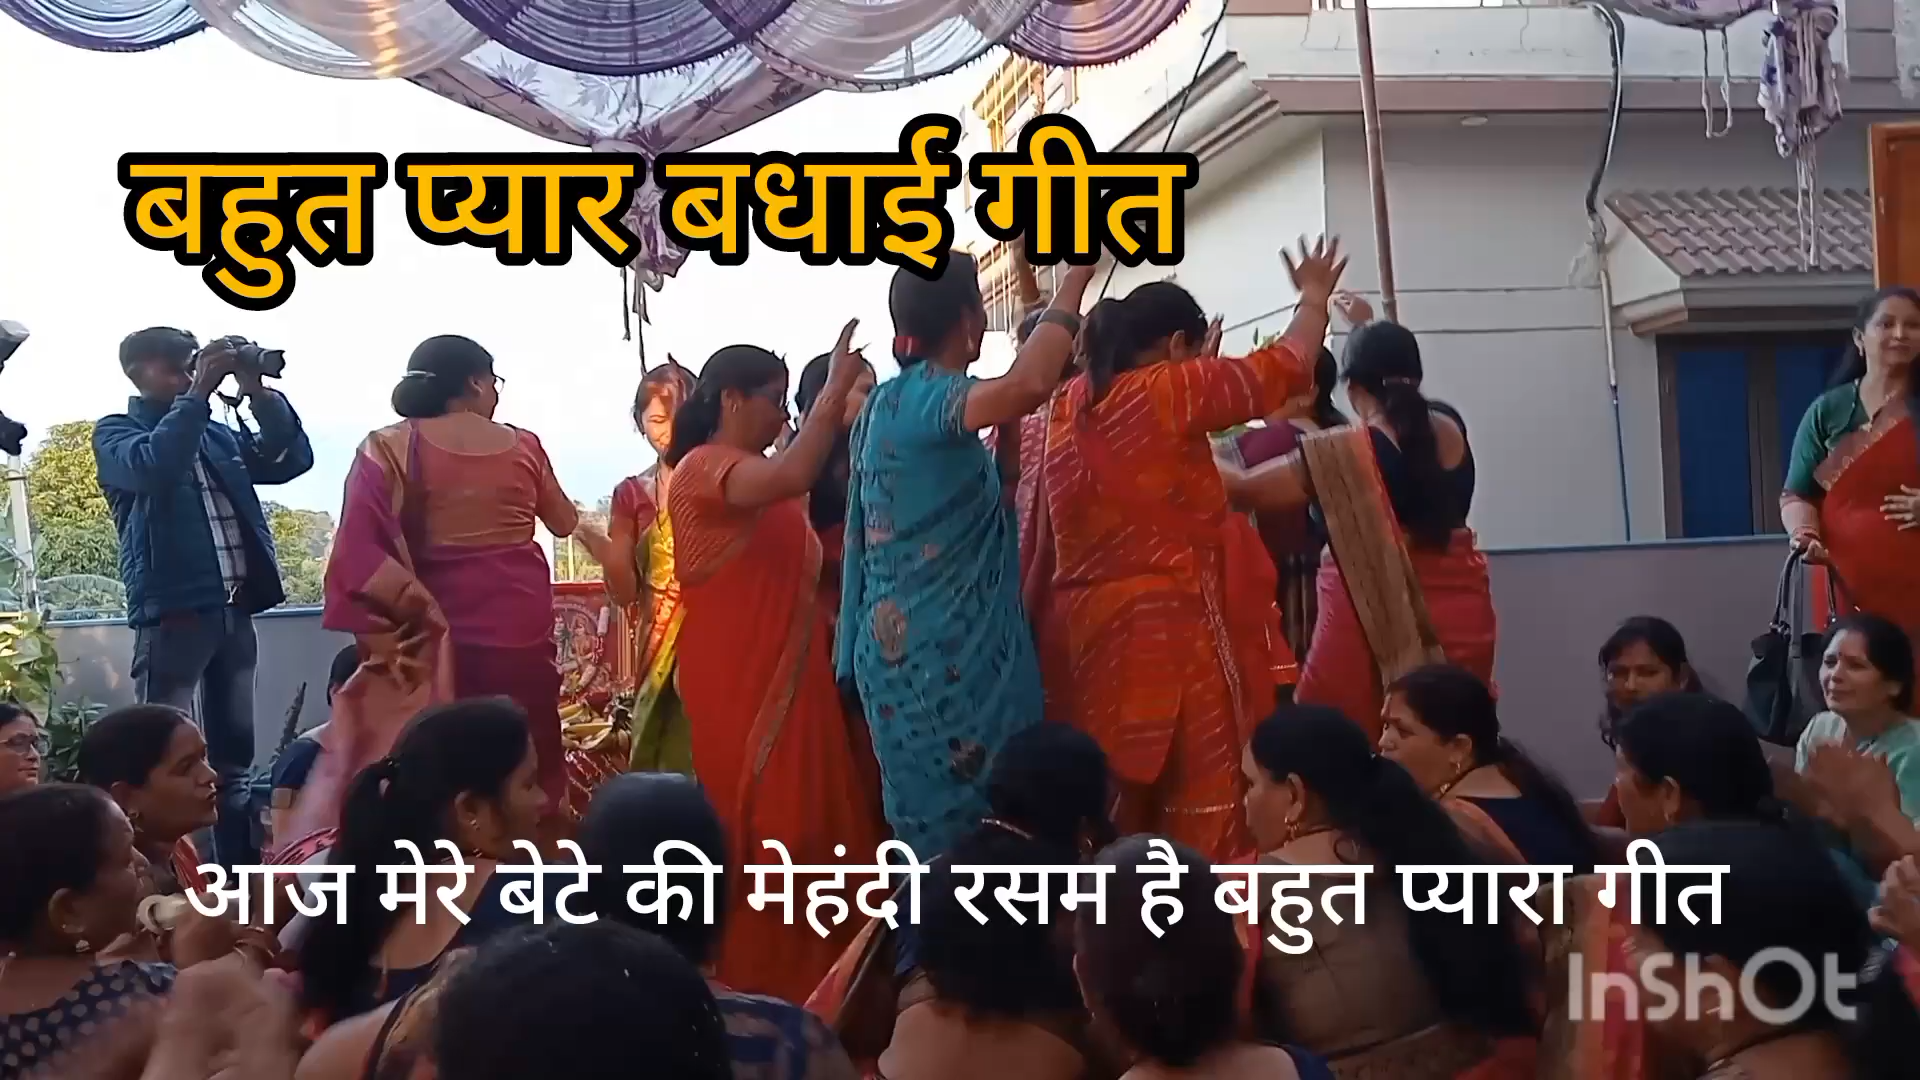 बहुत प्यार बधाई गीत
आज मेरे बेटे की मेहंदी रसम है बहुत प्यारा गीत
InShOt